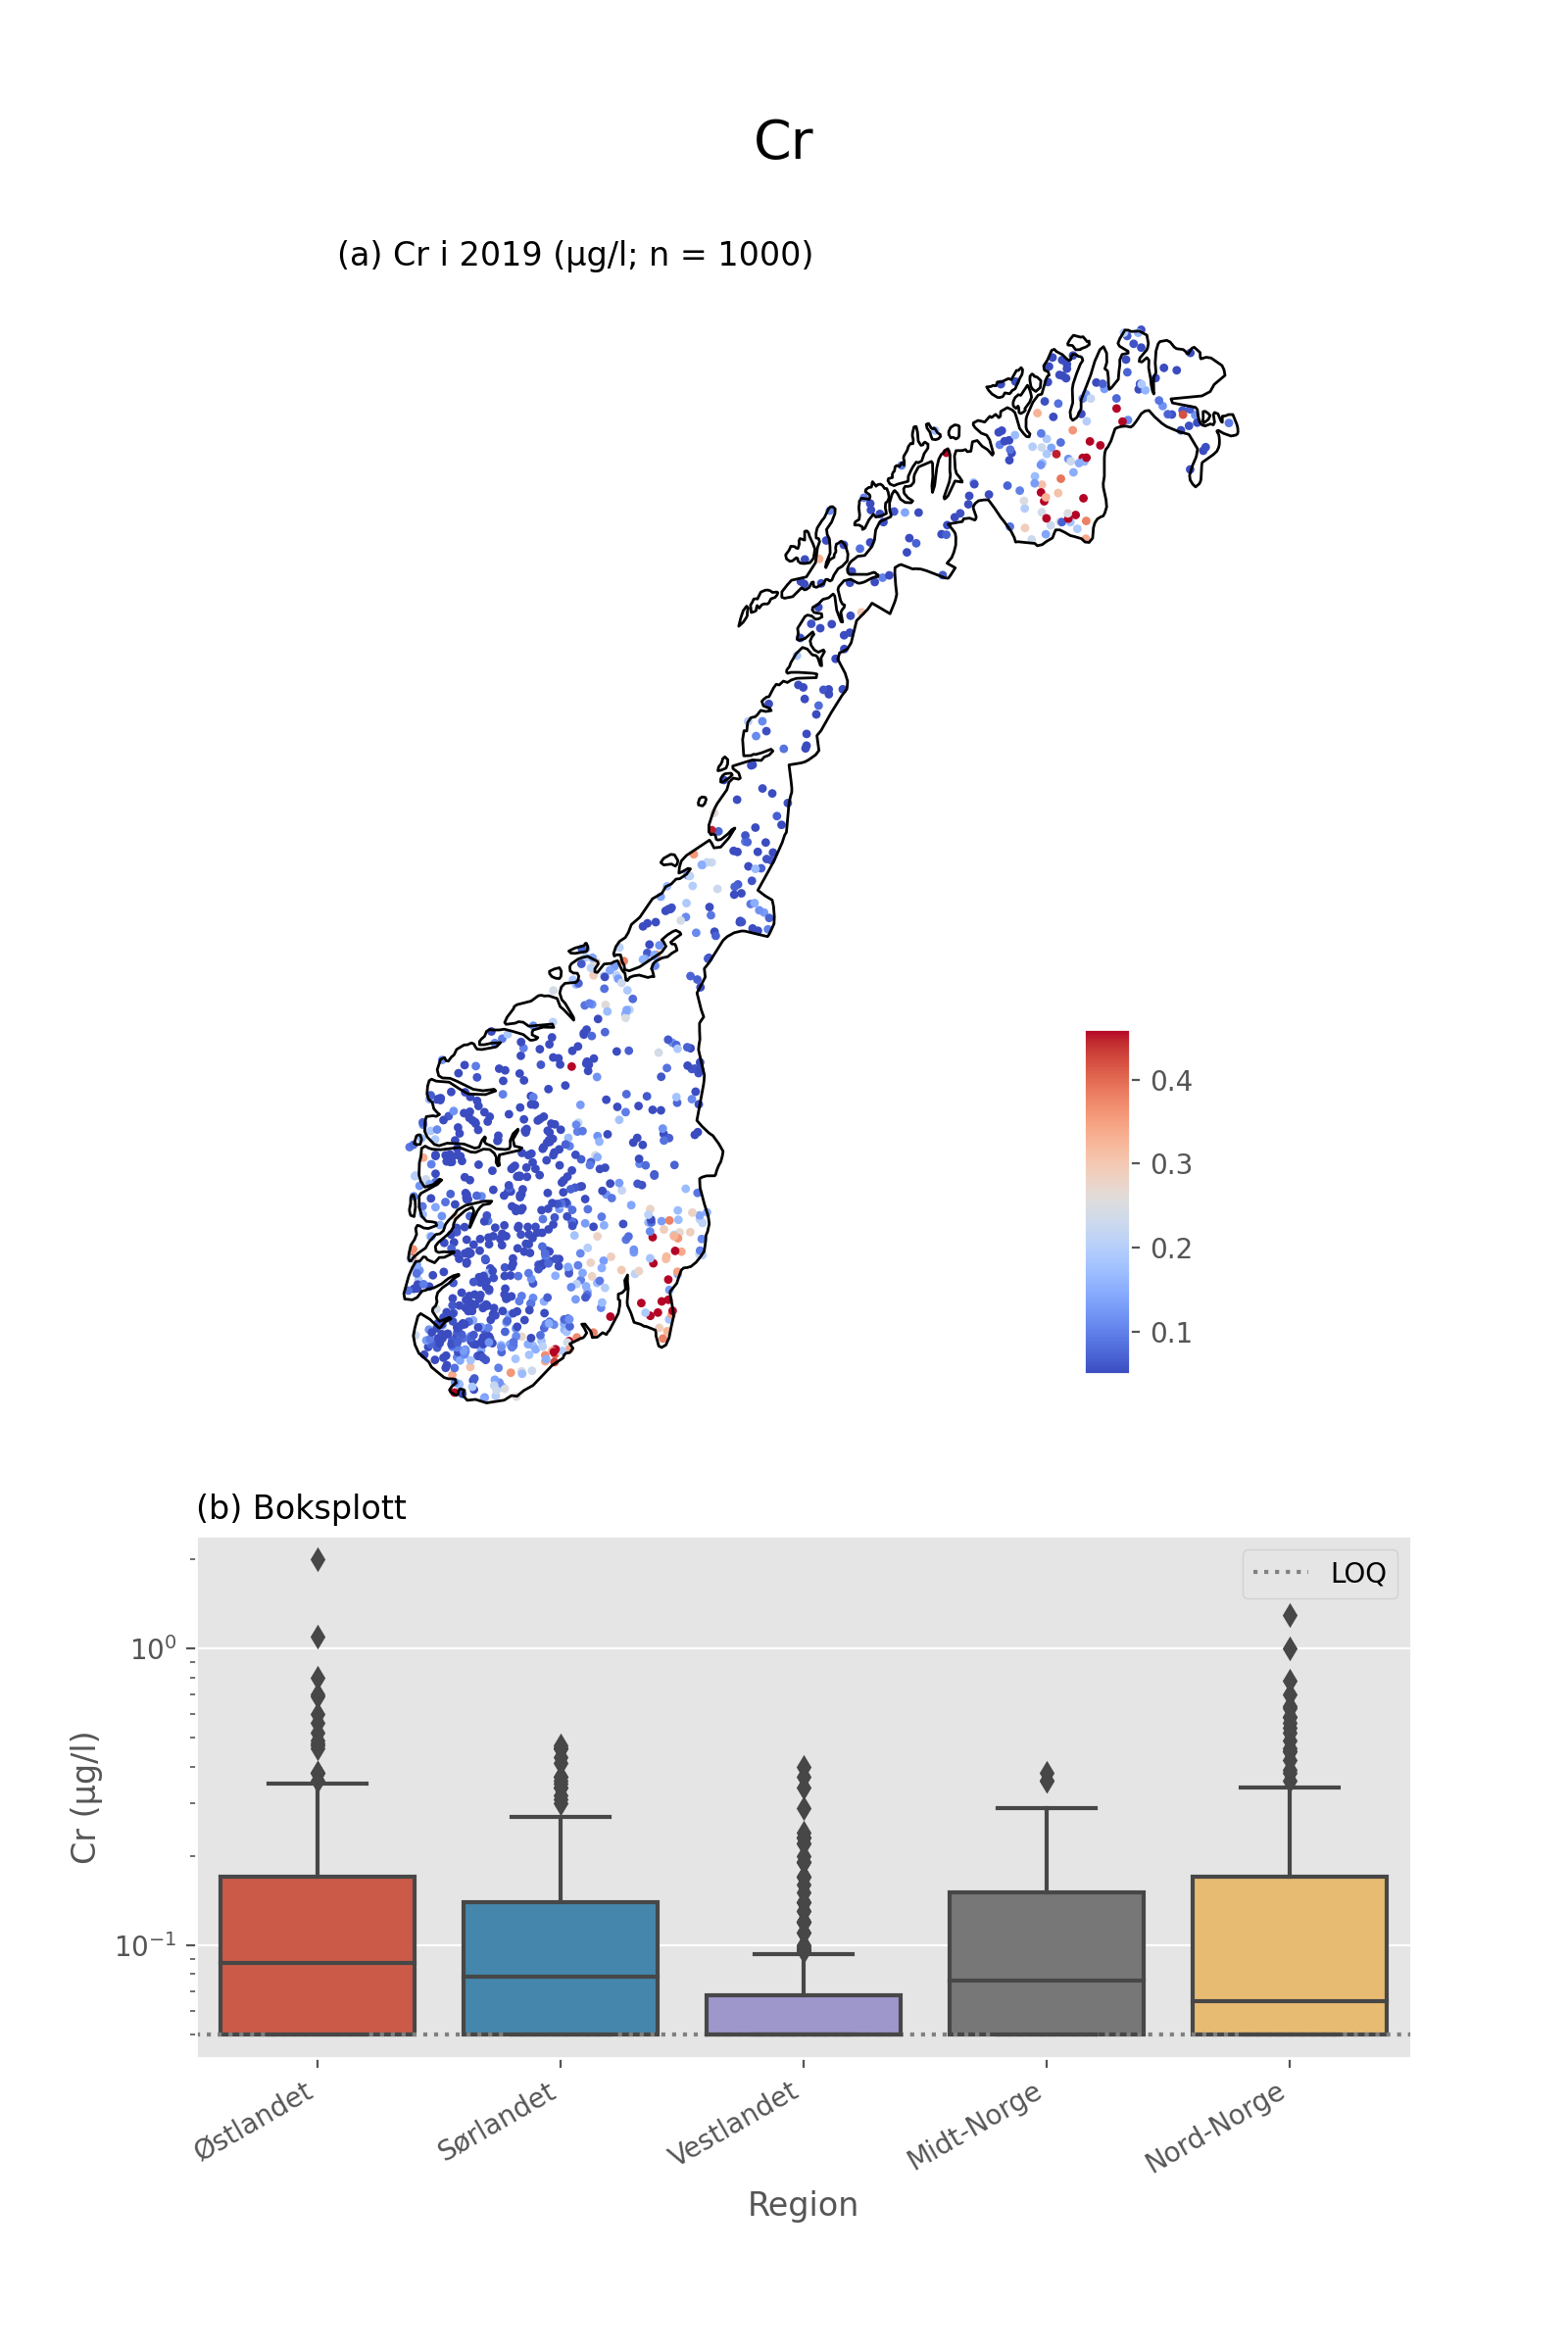 Cr
(a) Cr i 2019 (µg/l; n = 1000)
0.4
0.3
0.2
0.1
(b) Boksplott
LOQ
10⁰
10⁻¹
Cr (µg/l)
Østlandet
Sørlandet
Vestlandet
Midt-Norge
Nord-Norge
Region